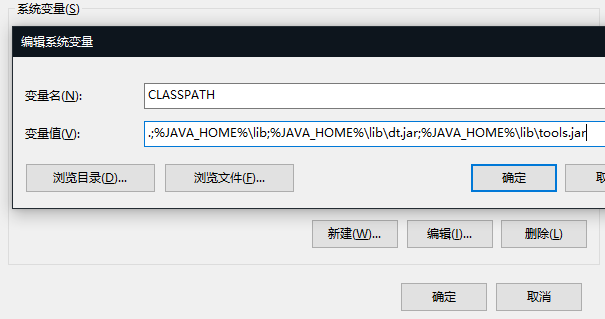 系统变量(S)
编辑系统变量
变量名(N):
CLASSPATH
变量值(V):
.;%JAVA_HOME%\lib;%JAVA_HOME%\lib\dt.jar;%JAVA_HOME%\lib\tools.jar
浏览目录(D)...
浏览文件(F)...
确定
取
新建(W)...
编辑(I)...
删除(L)
确定
取消